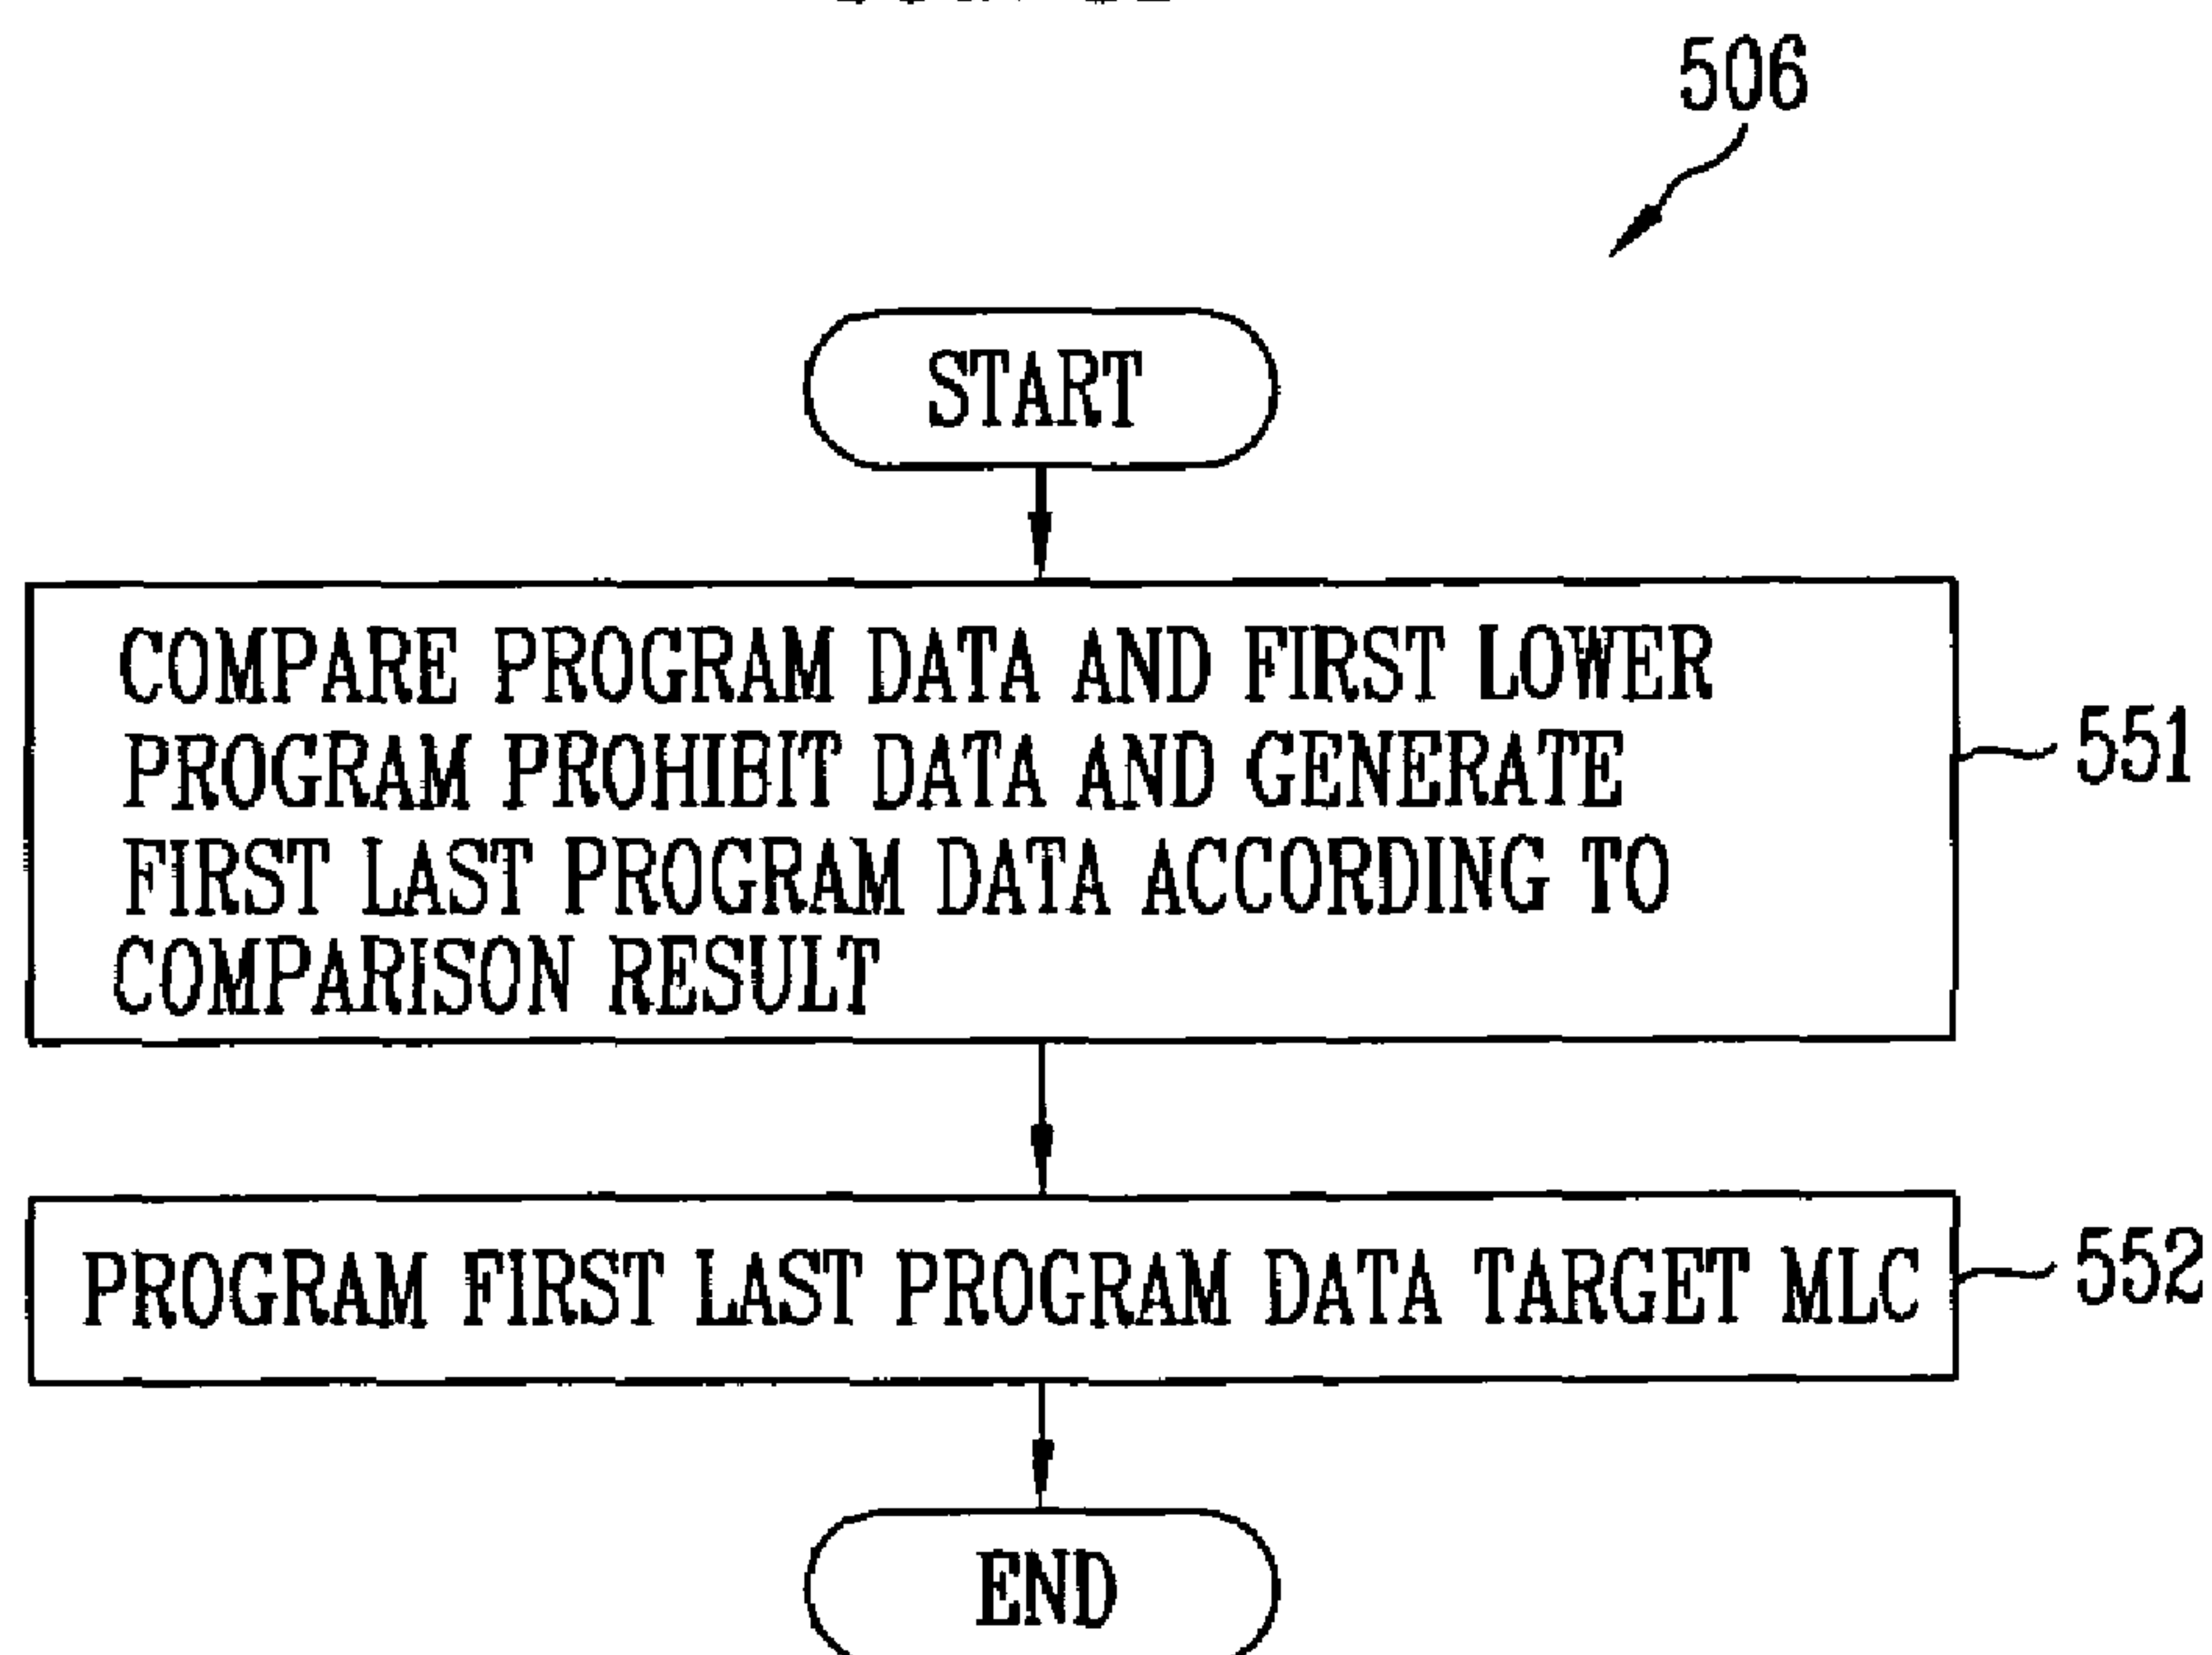 506
START
COMPARE PROGRAM DATA AND FIRST LOWER
PROGRAM PROHIBIT DATA AND GENERATE
FIRST LAST PROGRAM DATA ACCORDING TO
COMPARISON RESULT
551
PROGRAM FIRST LAST PROGRAM DATA TARGET MLC
552
END